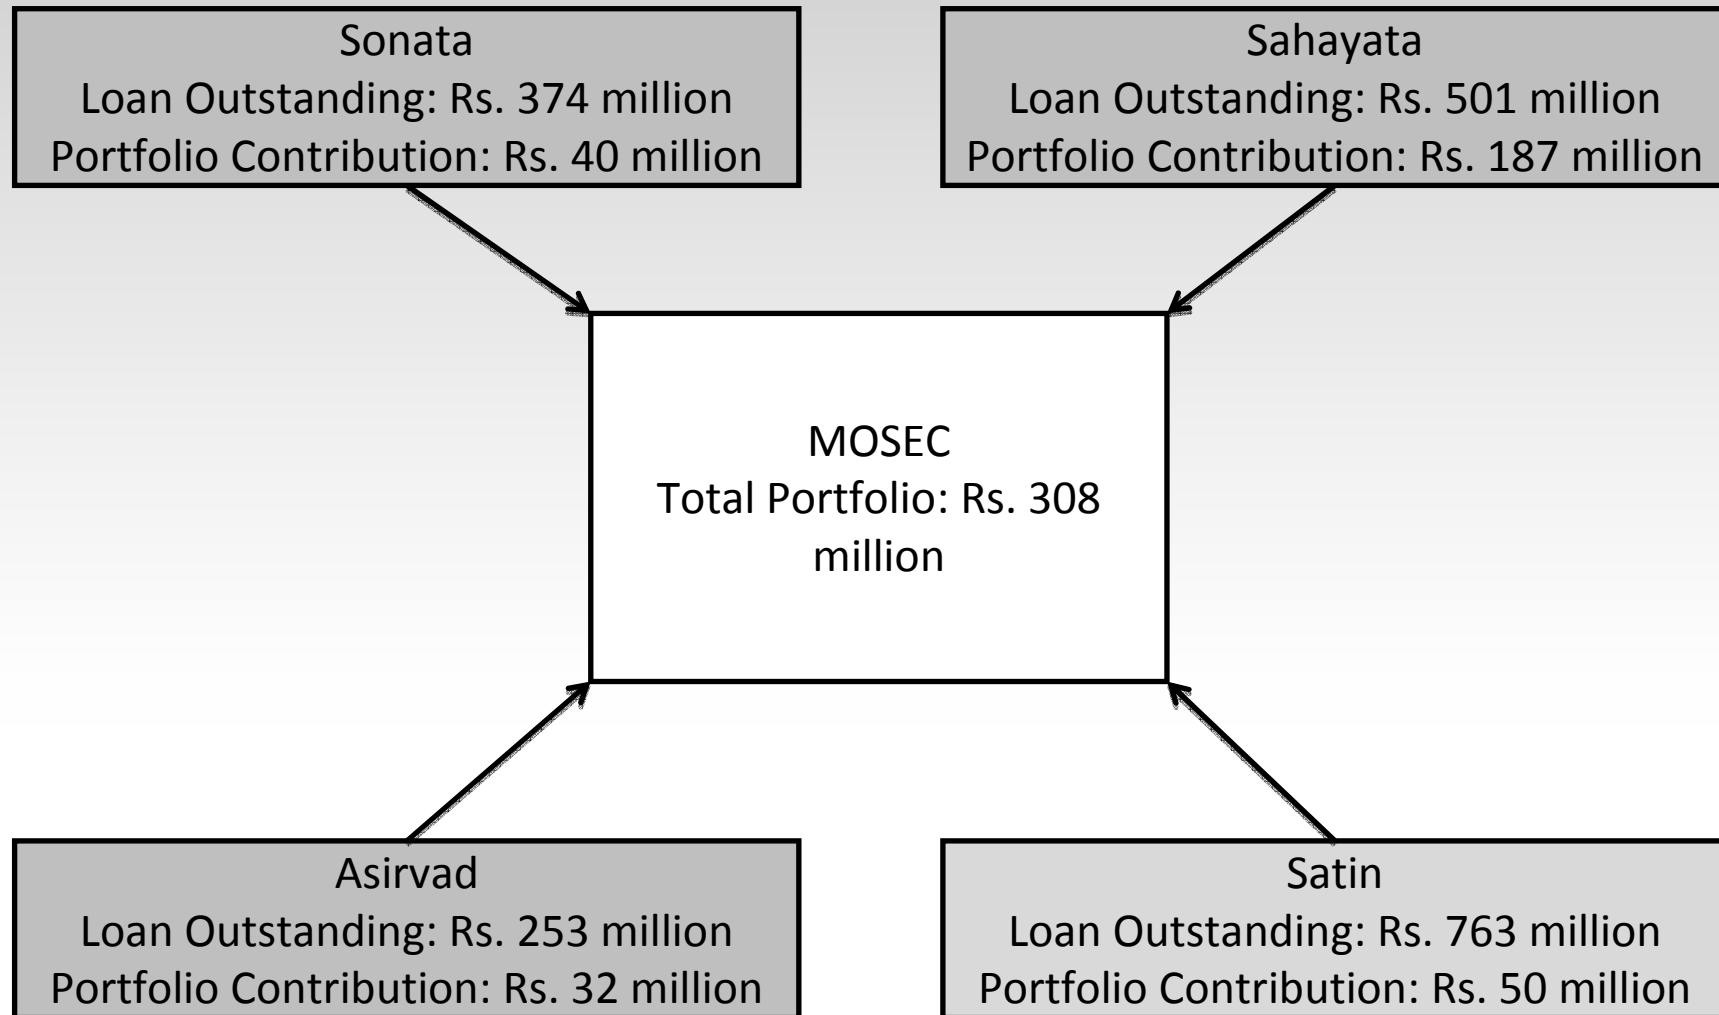 Sonata
Loan Outstanding: Rs. 374 million
Portfolio Contribution: Rs. 40 million
Sahayata
Loan Outstanding: Rs. 501 million
Portfolio Contribution: Rs. 187 million
MOSEC
Total Portfolio: Rs. 308
million
Asirvad
Loan Outstanding: Rs. 253 million
Portfolio Contribution: Rs. 32 million
Satin
Loan Outstanding: Rs. 763 million
Portfolio Contribution: Rs. 50 million